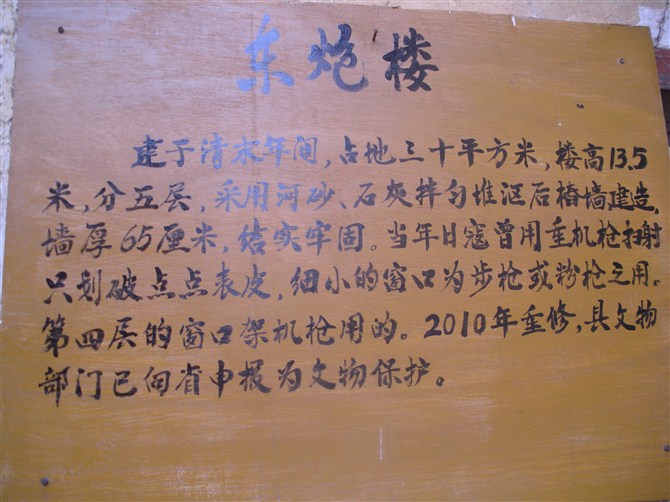 东炮楼
建于清末年间，占地三十平方米，楼高13.5
米，分五层，采用河砂、石灰拌匀堆沤后樁墙建造，
墙厚65厘米，结实牢固。当年日寇曾用重机枪扫射
只划破点点表皮，细小的窗口为步枪或粉枪之用。
第四层的窗口架机枪用的。2010年重修，县文物
部门已向省申报为文物保护。